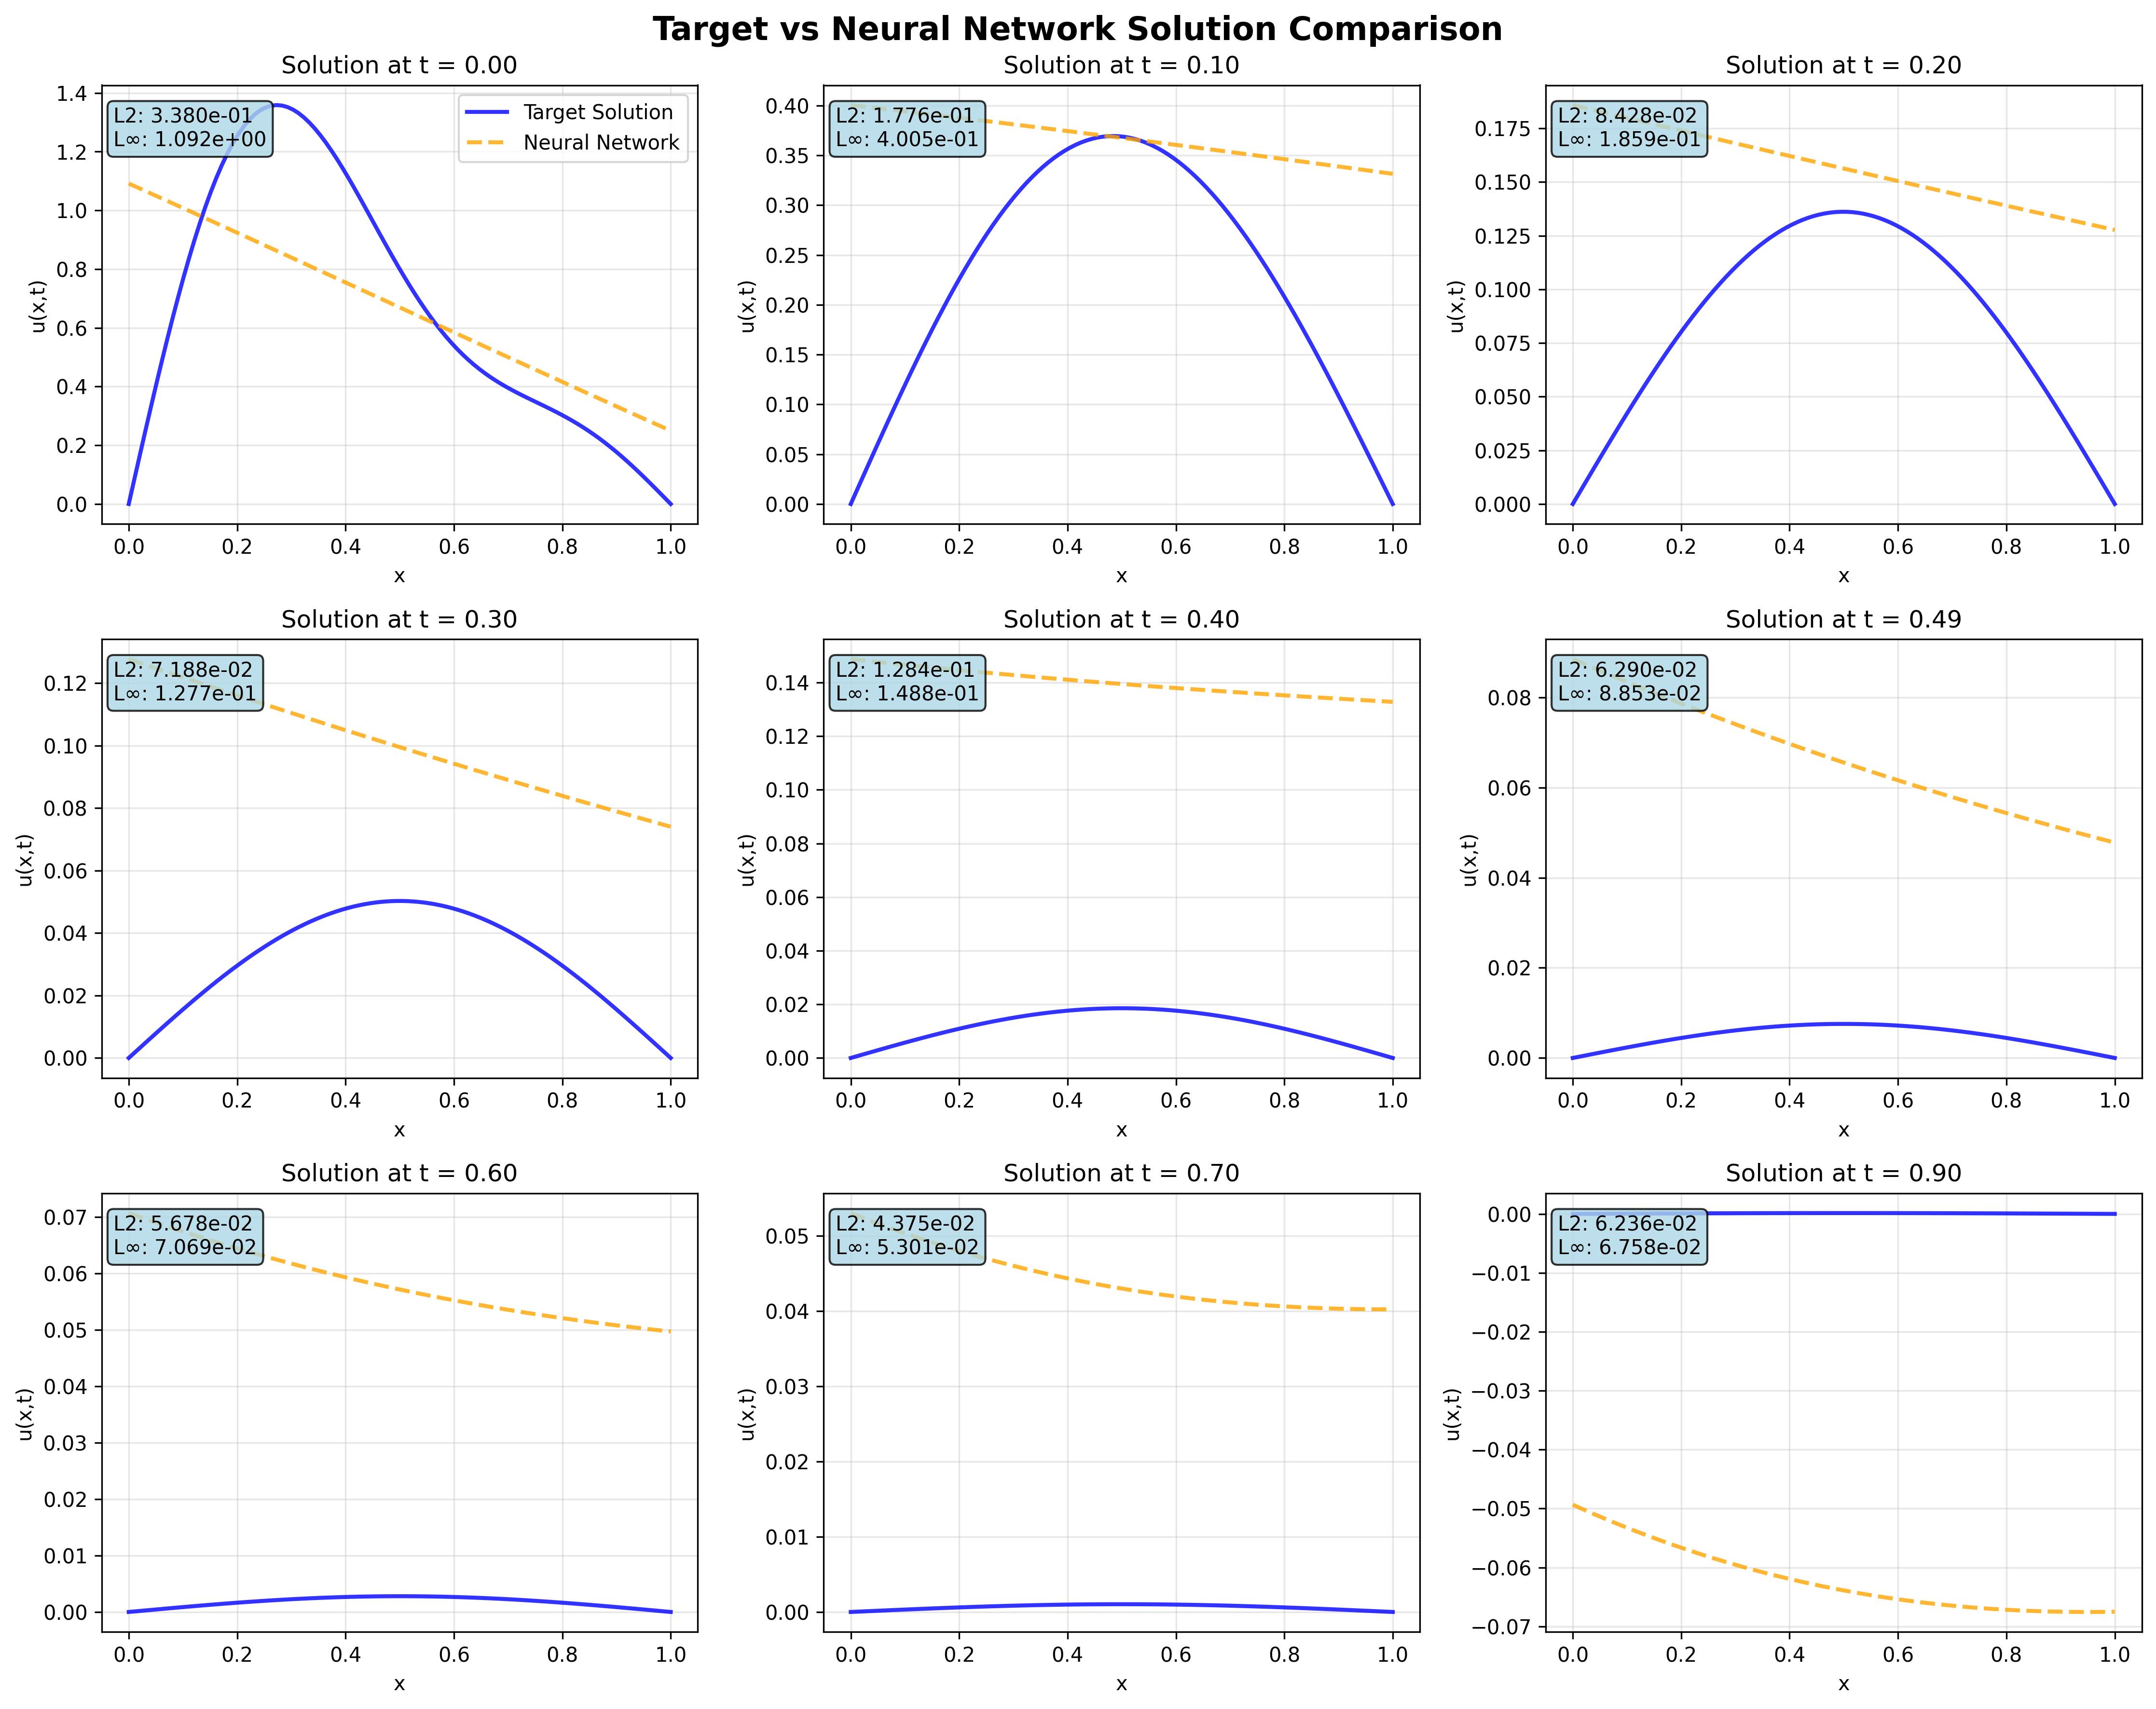 Target vs Neural Network Solution Comparison
Solution at t = 0.00
L2: 3.380e-01
L∞: 1.092e+00
Target Solution
Neural Network
u(x,t)
1.4
1.2
1.0
0.8
0.6
0.4
0.2
0.0
0.0 0.2 0.4 0.6 0.8 1.0
x
Solution at t = 0.10
L2: 1.776e-01
L∞: 4.005e-01
u(x,t)
0.40
0.35
0.30
0.25
0.20
0.15
0.10
0.05
0.00
0.0 0.2 0.4 0.6 0.8 1.0
x
Solution at t = 0.20
L2: 8.428e-02
L∞: 1.859e-01
u(x,t)
0.175
0.150
0.125
0.100
0.075
0.050
0.025
0.000
0.0 0.2 0.4 0.6 0.8 1.0
x
Solution at t = 0.30
L2: 7.188e-02
L∞: 1.277e-01
u(x,t)
0.12
0.10
0.08
0.06
0.04
0.02
0.00
0.0 0.2 0.4 0.6 0.8 1.0
x
Solution at t = 0.40
L2: 1.284e-01
L∞: 1.488e-01
u(x,t)
0.14
0.12
0.10
0.08
0.06
0.04
0.02
0.00
0.0 0.2 0.4 0.6 0.8 1.0
x
Solution at t = 0.49
L2: 6.290e-02
L∞: 8.853e-02
u(x,t)
0.08
0.06
0.04
0.02
0.00
0.0 0.2 0.4 0.6 0.8 1.0
x
Solution at t = 0.60
L2: 5.678e-02
L∞: 7.069e-02
u(x,t)
0.07
0.06
0.05
0.04
0.03
0.02
0.01
0.00
0.0 0.2 0.4 0.6 0.8 1.0
x
Solution at t = 0.70
L2: 4.375e-02
L∞: 5.301e-02
u(x,t)
0.05
0.04
0.03
0.02
0.01
0.00
0.0 0.2 0.4 0.6 0.8 1.0
x
Solution at t = 0.90
L2: 6.236e-02
L∞: 6.758e-02
u(x,t)
0.00
−0.01
−0.02
−0.03
−0.04
−0.05
−0.06
−0.07
0.0 0.2 0.4 0.6 0.8 1.0
x